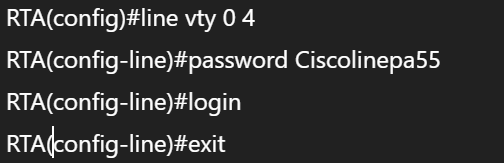 RTA(config)#line vty 0 4
RTA(config-line)#password Ciscolinepa55
RTA(config-line)#login
RTA(config-line)#exit